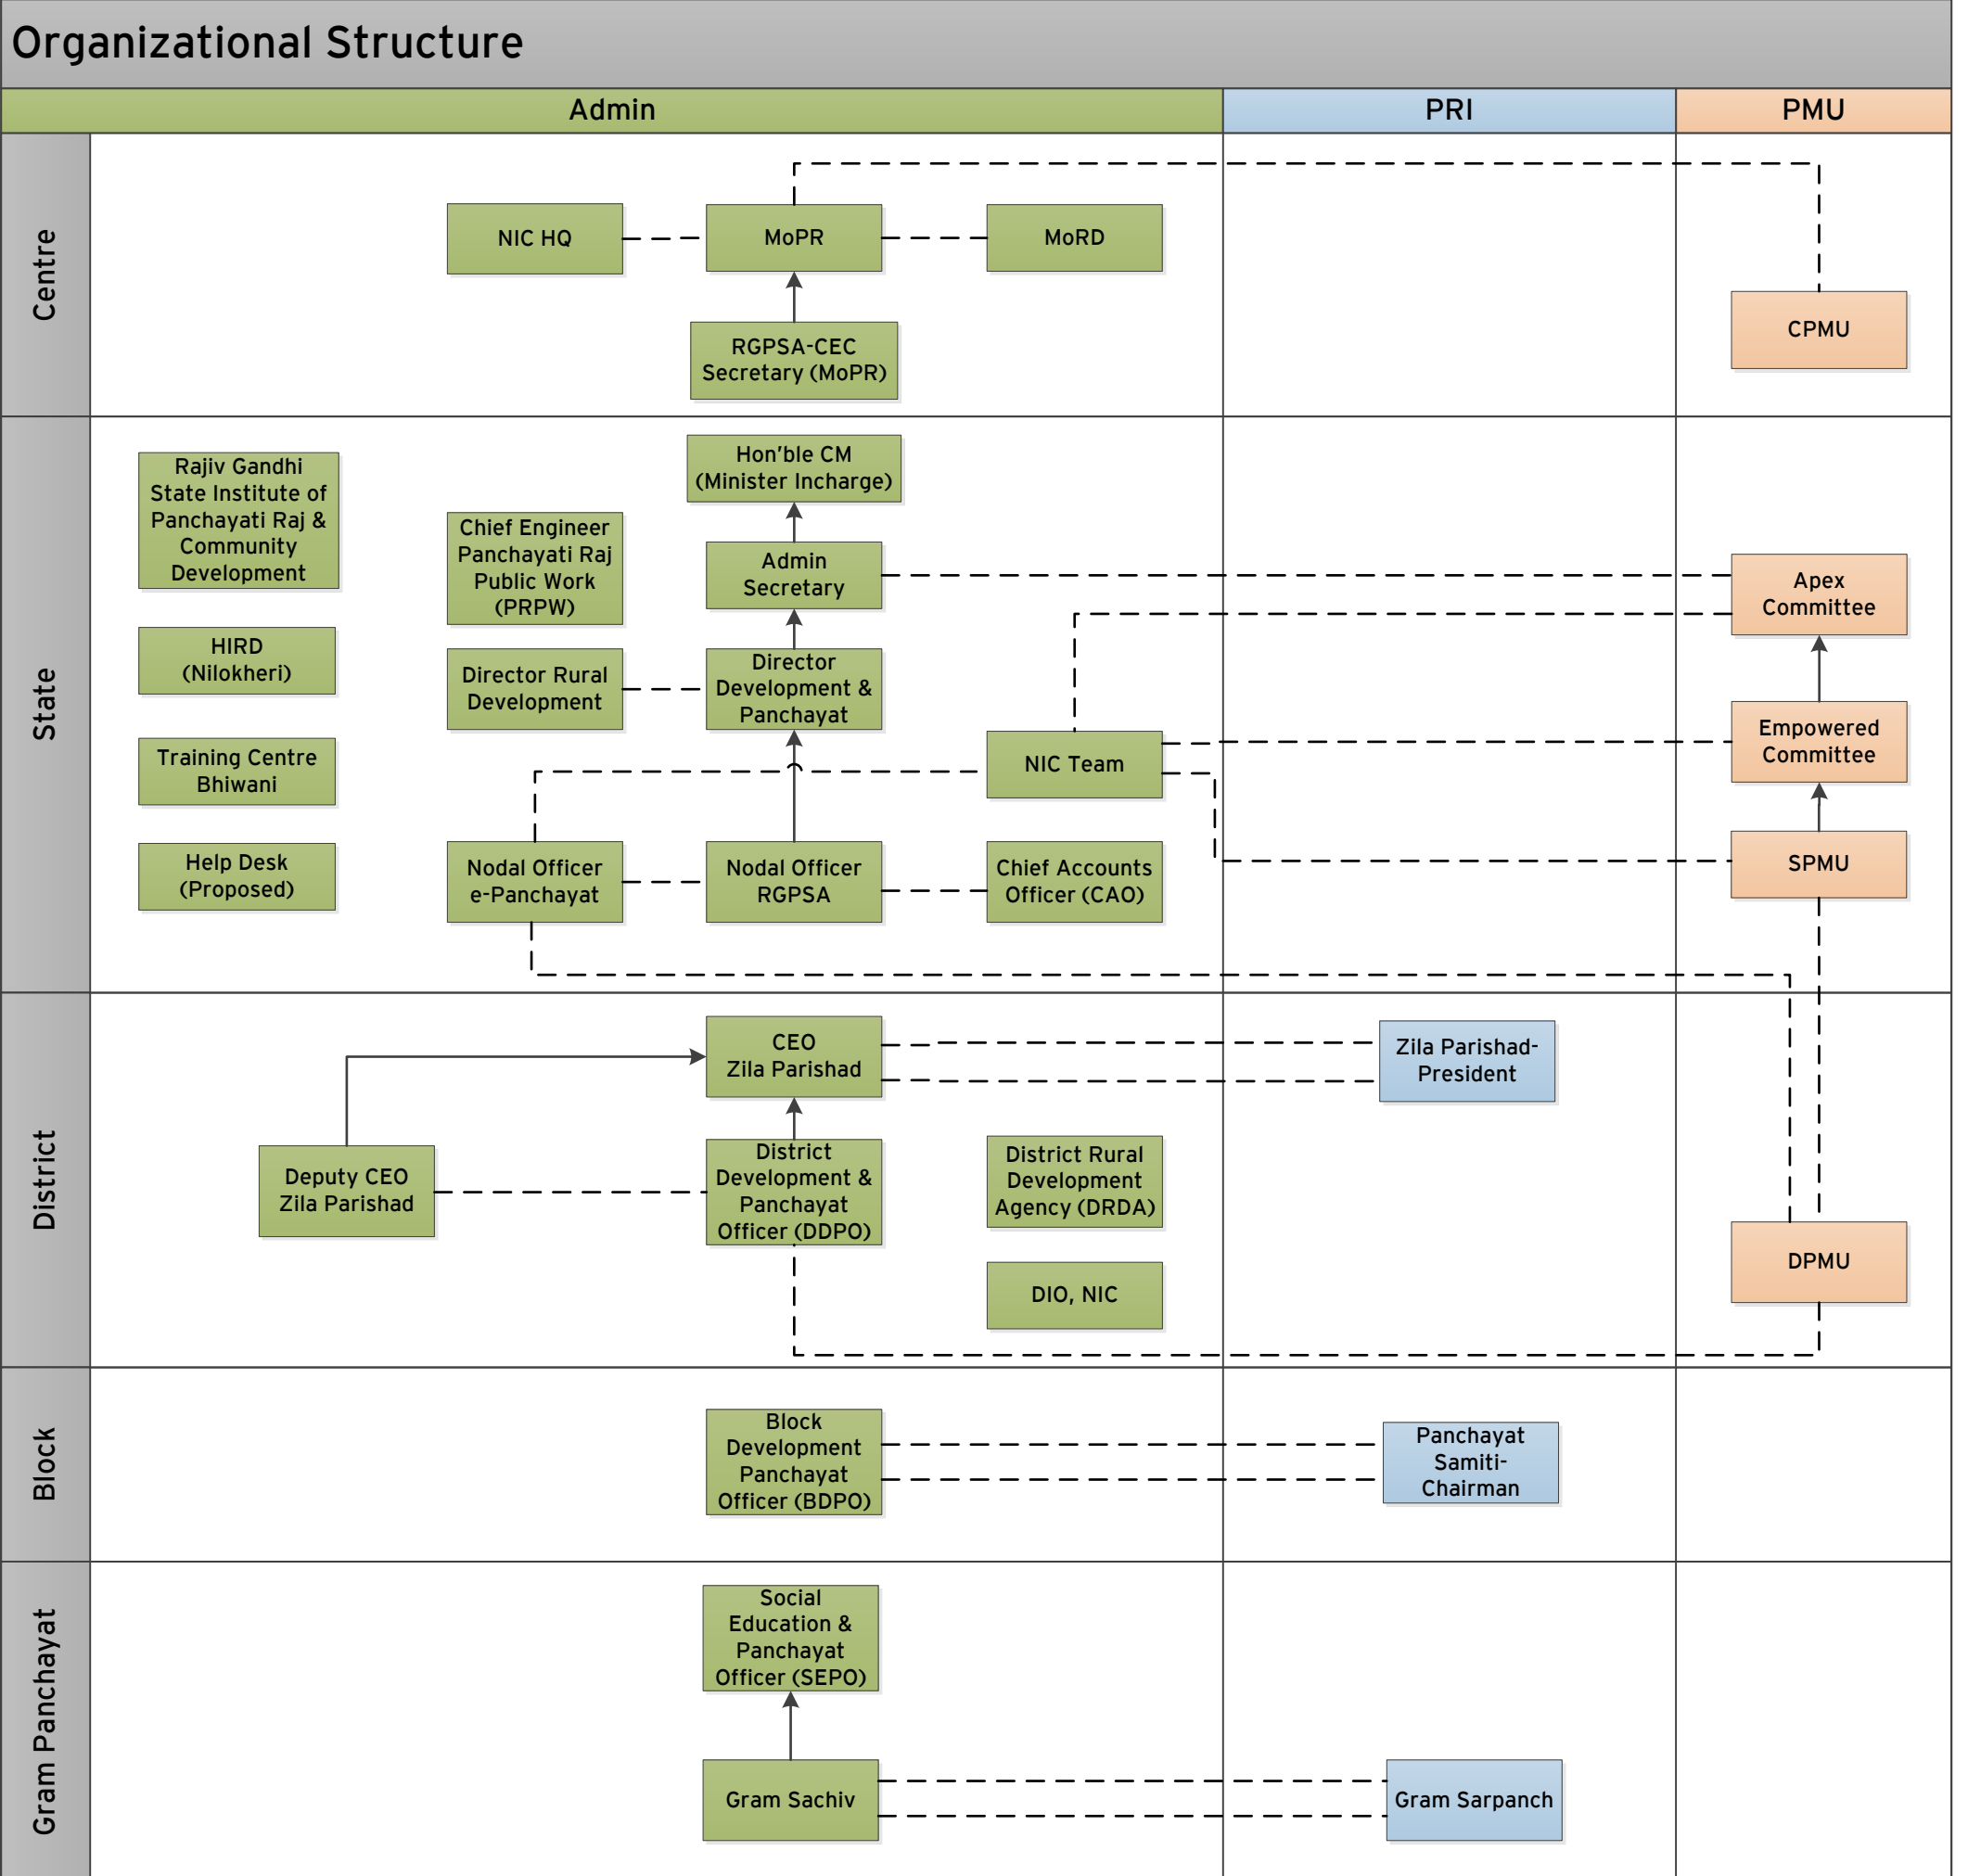 Organizational Structure
Admin
PRI
PMU
Centre
NIC HQ
MoPR
MoRD
RGPSA-CEC
Secretary (MoPR)
CPMU
State
Rajiv Gandhi
State Institute of
Panchayati Raj &
Community
Development
HIRD
(Nilokheri)
Training Centre
Bhiwani
Help Desk
(Proposed)
Chief Engineer
Panchayati Raj
Public Work
(PRPW)
Director Rural
Development
Nodal Officer
e-Panchayat
Hon'ble CM
(Minister Incharge)
Admin
Secretary
Director
Development &
Panchayat
Nodal Officer
RGPSA
NIC Team
Chief Accounts
Officer (CAO)
Apex
Committee
Empowered
Committee
SPMU
District
Deputy CEO
Zila Parishad
CEO
Zila Parishad
District
Development &
Panchayat
Officer (DDPO)
District Rural
Development
Agency (DRDA)
DIO, NIC
Zila Parishad-
President
DPMU
Block
Block
Development
Panchayat
Officer (BDPO)
Panchayat
Samiti-
Chairman
Gram Panchayat
Social
Education &
Panchayat
Officer (SEPO)
Gram Sachiv
Gram Sarpanch